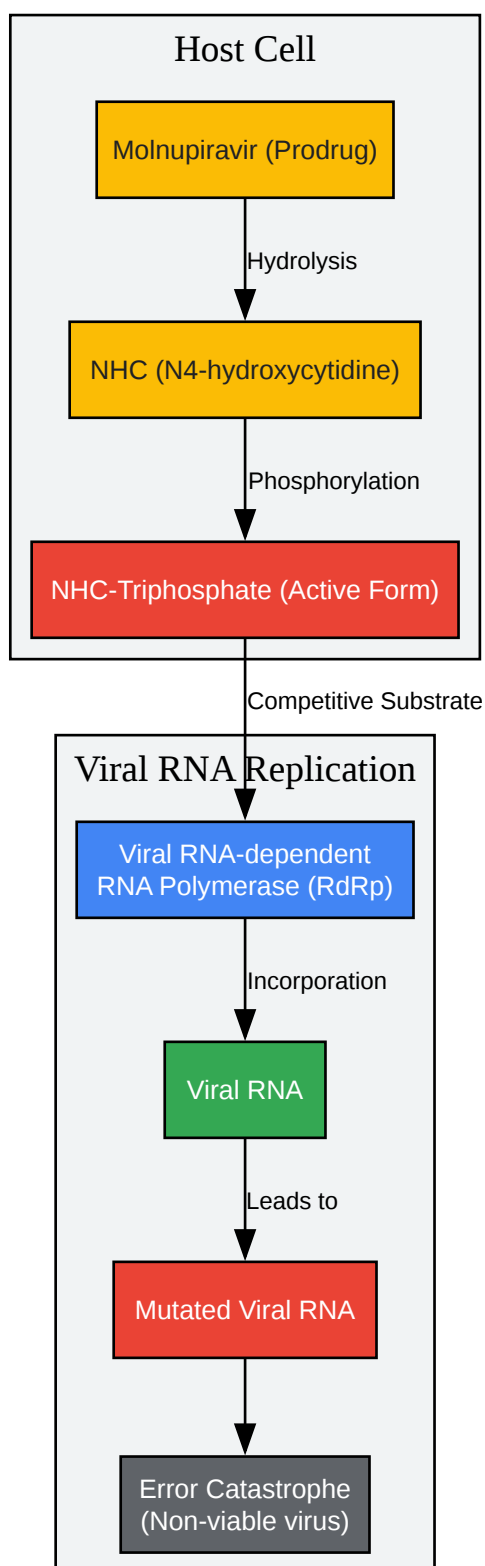 Host Cell
Molnupiravir (Prodrug)
Hydrolysis
NHC (N4-hydroxycytidine)
Phosphorylation
NHC-Triphosphate (Active Form)
Competitive Substrate
Viral RNA Replication
Viral RNA-dependent
RNA Polymerase (RdRp)
Incorporation
Viral RNA
Leads to
Mutated Viral RNA
Error Catastrophe
(Non-viable virus)